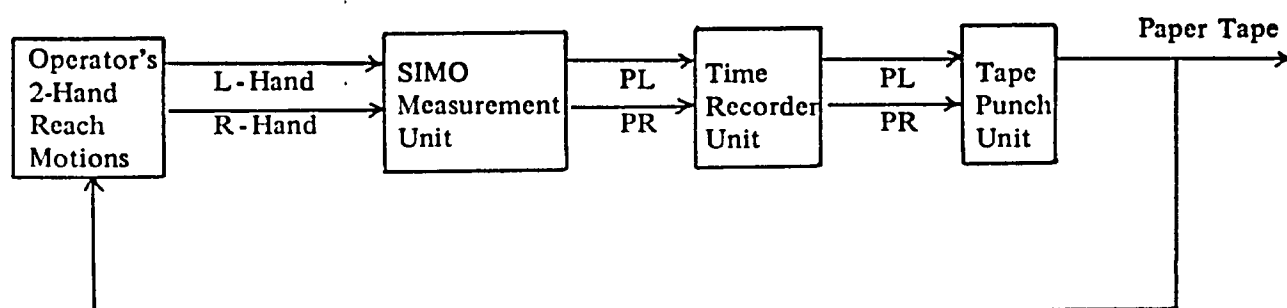 Paper Tape
Operator's
2-Hand
Reach
Motions
L-Hand
R-Hand
SIMO
Measurement
Unit
PL
PR
Time
Recorder
Unit
PL
PR
Tape
Punch
Unit